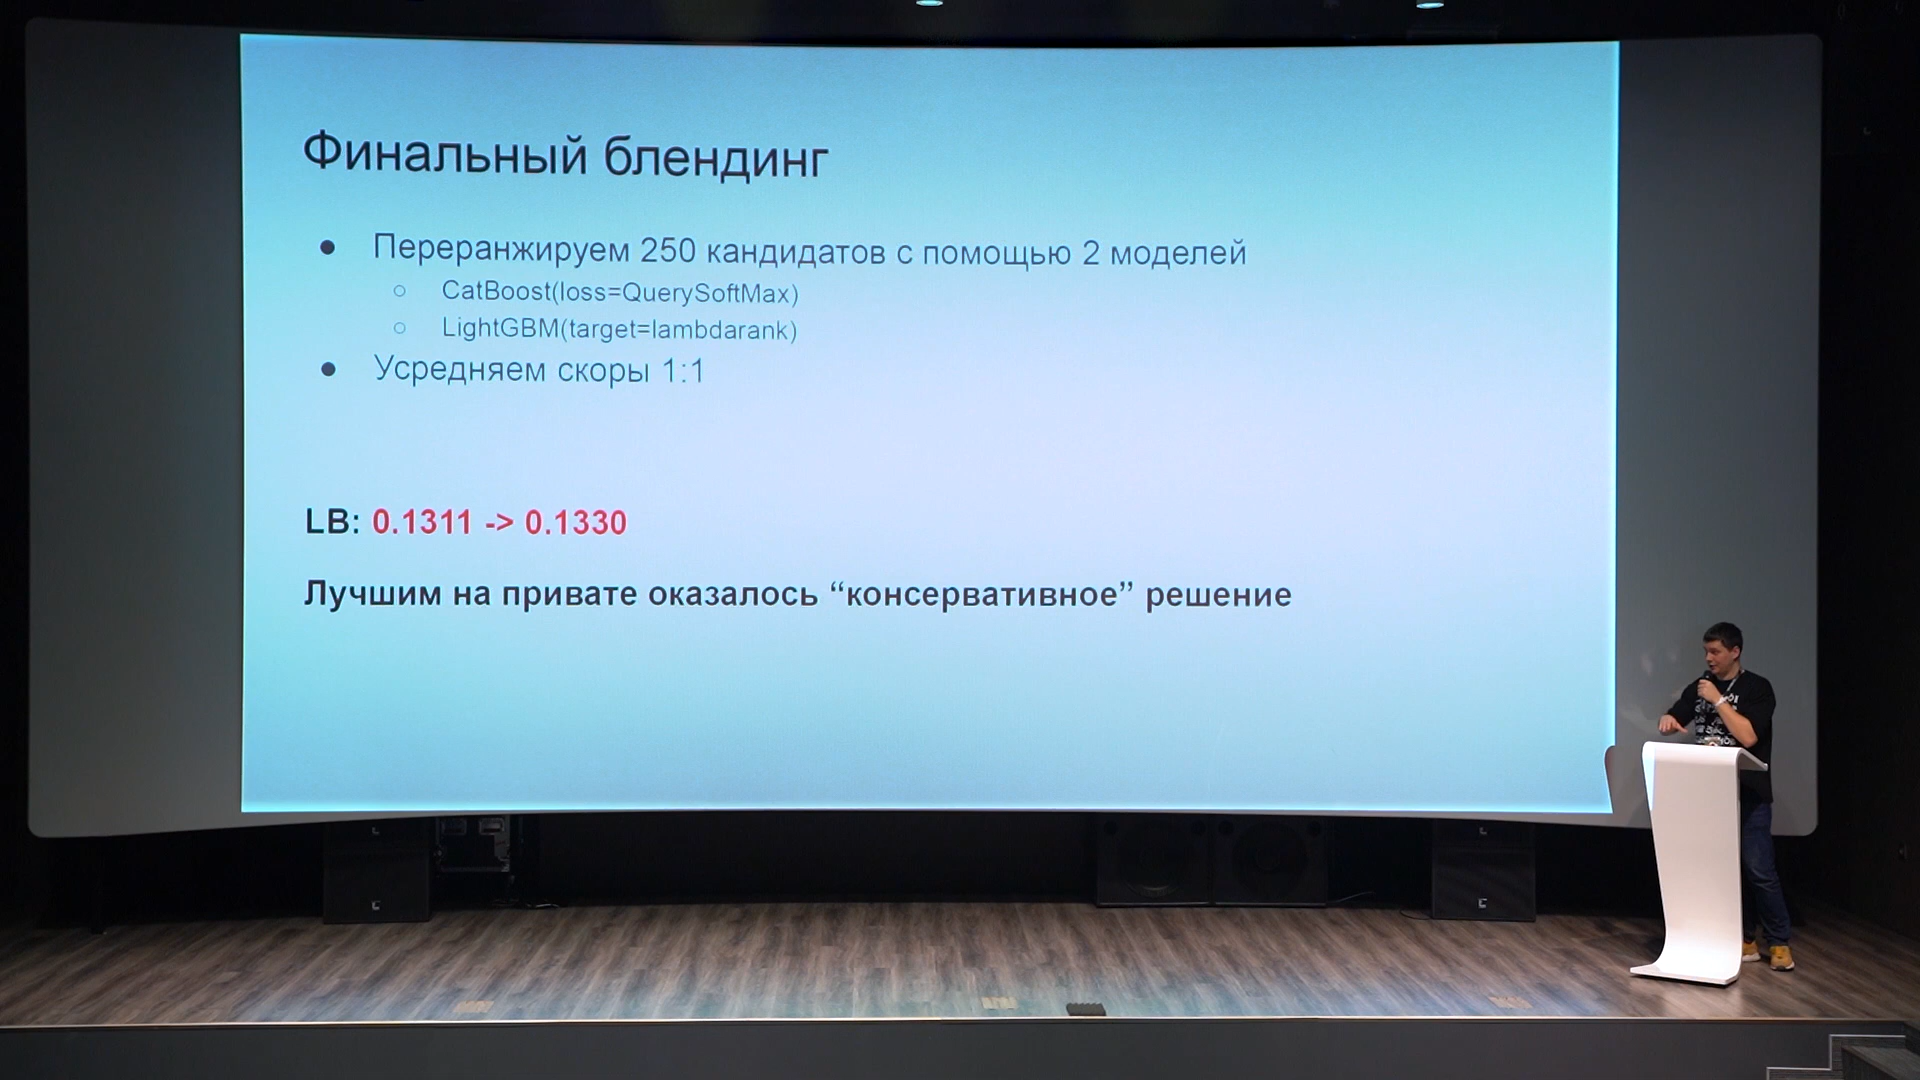 Финальный блендинг
● Переранжируем 250 кандидатов с помощью 2 моделей
○ CatBoost(loss=QuerySoftMax)
○ LightGBM(target=lambdarank)
● Усредняем скоры 1:1
LB: 0.1311 -> 0.1330
Лучшим на привате оказалось “консервативное” решение